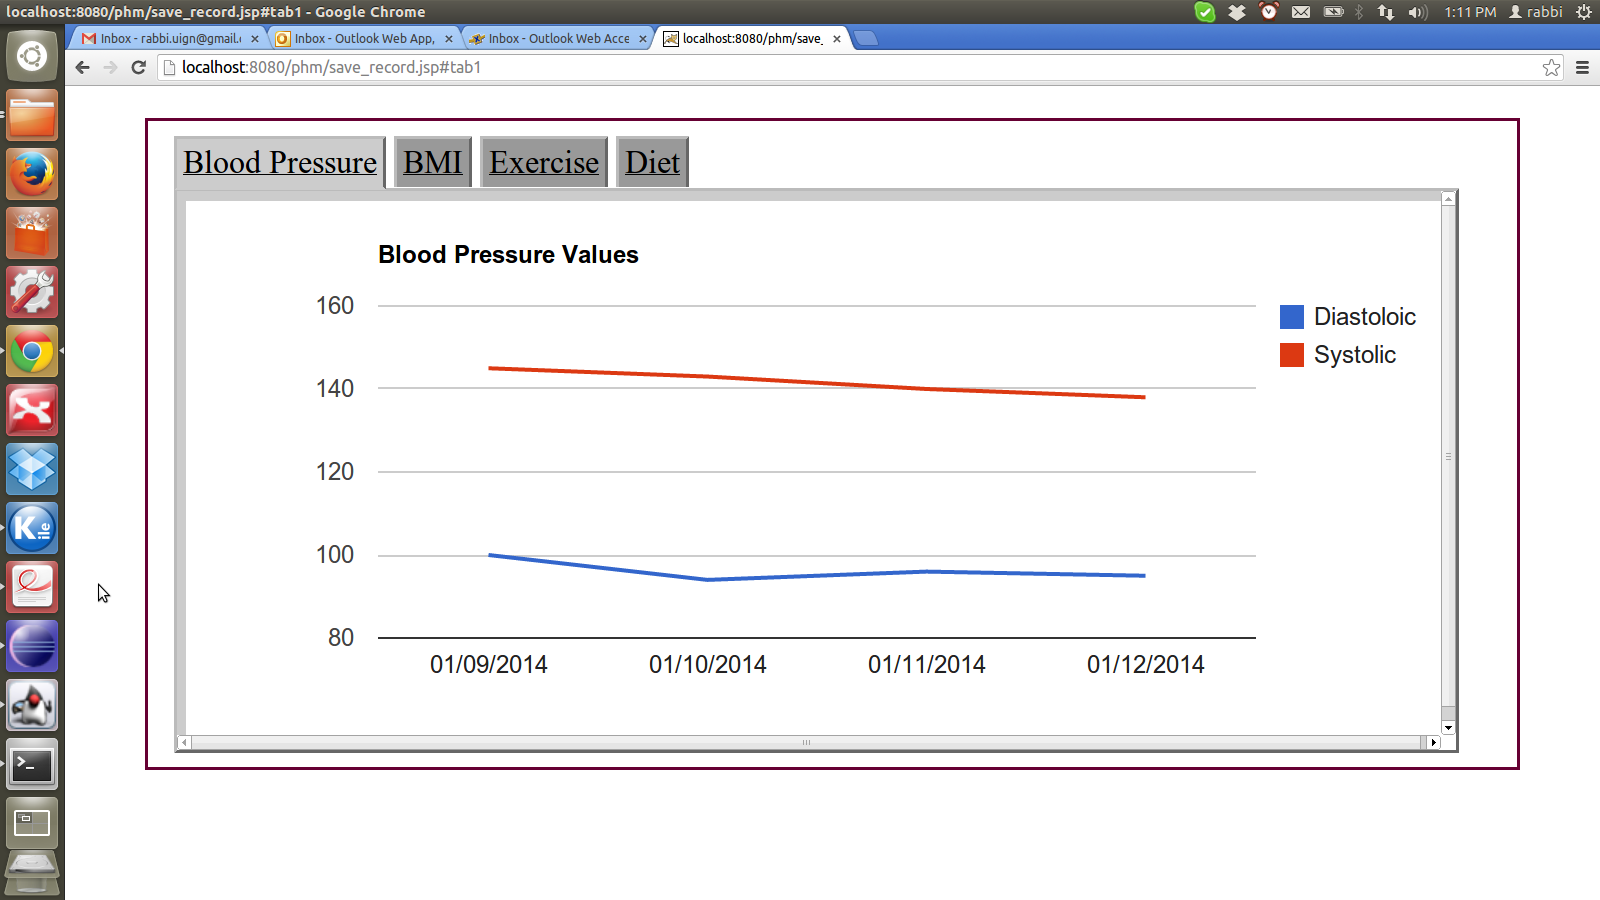 localhost:8080/phm/save_record.jsp#tab1 - Google Chrome
1:11 PM rabbi
Inbox - rabbi.uign@gmail.
Inbox - Outlook Web App,
Inbox - Outlook Web Acce
localhost:8080/phm/save_
localhost:8080/phm/save_record.jsp#tab1
Blood Pressure BMI Exercise Diet
Blood Pressure Values
160
140
120
100
80
Diastoloic
Systolic
01/09/2014 01/10/2014 01/11/2014 01/12/2014
K
ile
>_